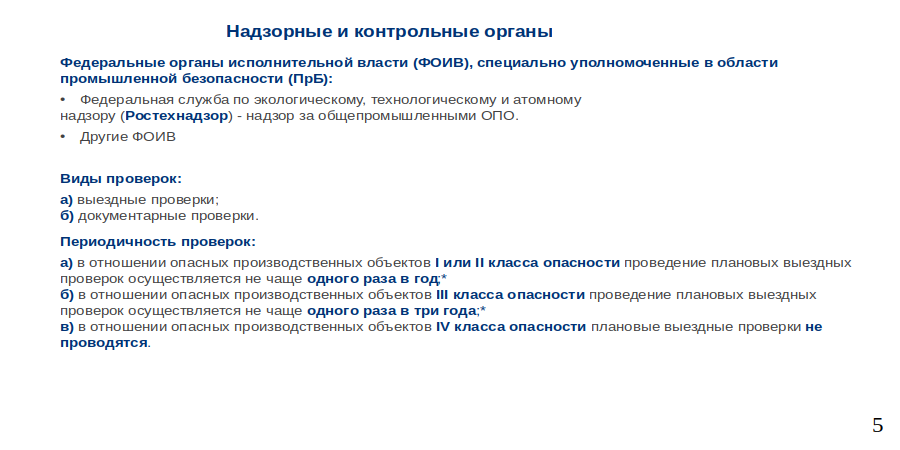 Надзорные и контрольные органы
Федеральные органы исполнительной власти (ФОИВ), специально уполномоченные в области
промышленной безопасности (ПрБ):
• Федеральная служба по экологическому, технологическому и атомному
надзору (Ростехнадзор) - надзор за общепромышленными ОПО.
• Другие ФОИВ
Виды проверок:
а) выездные проверки;
б) документарные проверки.
Периодичность проверок:
а) в отношении опасных производственных объектов I или II класса опасности проведение плановых выездных
проверок осуществляется не чаще одного раза в год;*
б) в отношении опасных производственных объектов III класса опасности проведение плановых выездных
проверок осуществляется не чаще одного раза в три года;*
в) в отношении опасных производственных объектов IV класса опасности плановые выездные проверки не
проводятся.
5